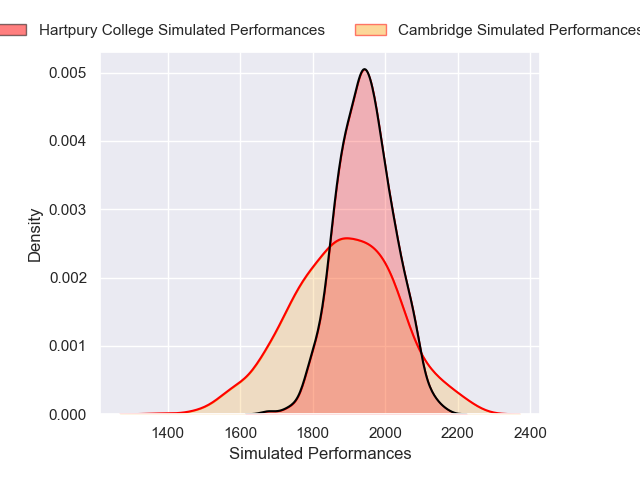 Hartpury College Simulated Performances Cambridge Simulated Performances
0.005
0.004
0.003
0.002
0.001
0.000
Density
1400 1600 1800 2000 2200 2400
Simulated Performances